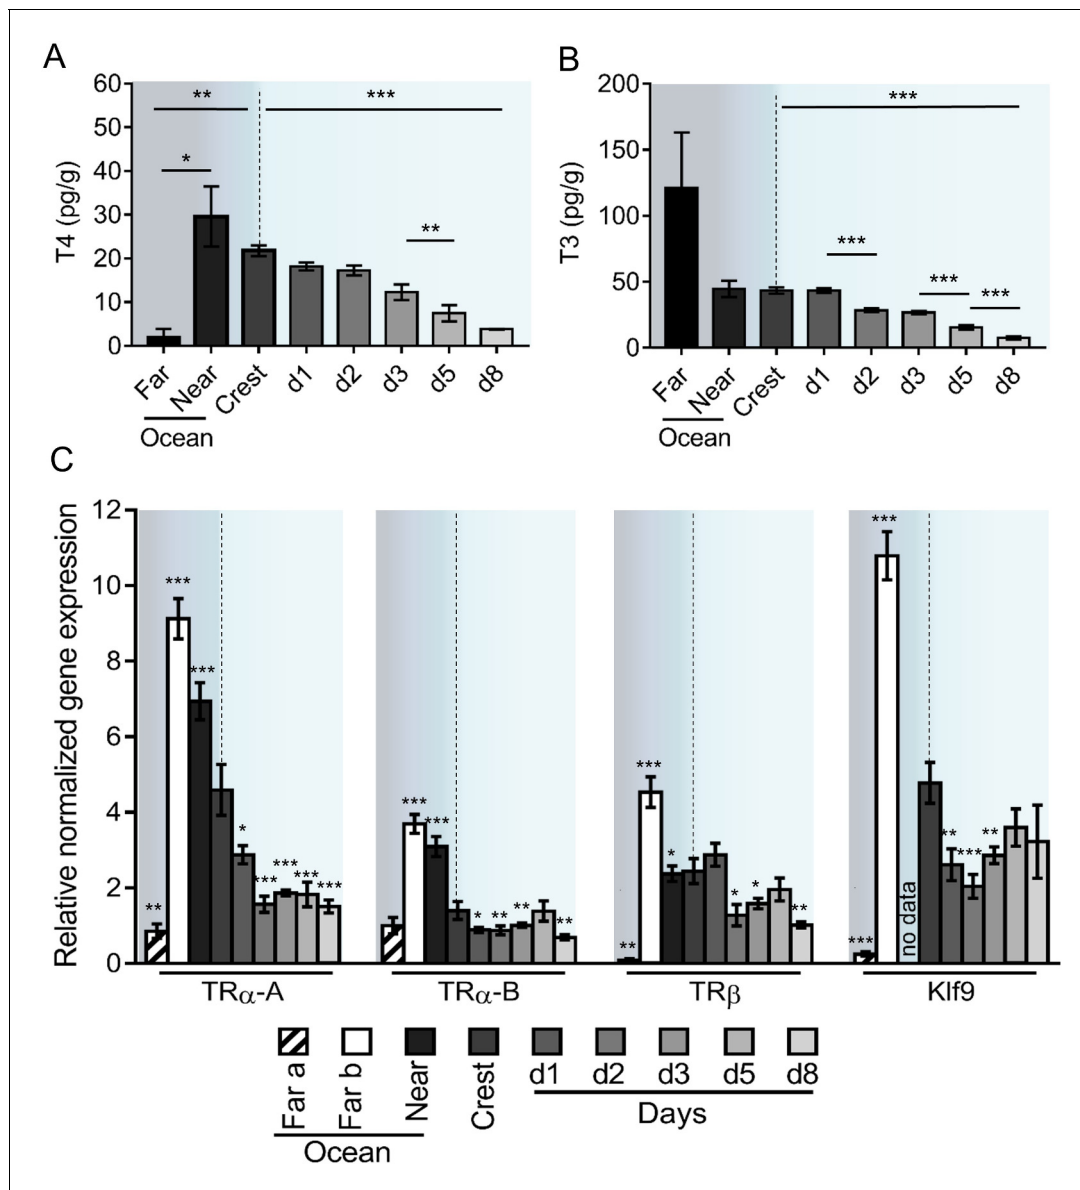 A
T4 (pg/g)
60
50
40
30
20
10
0
**
***
*
**
Far
Near
Crest
d1
d2
d3
d5
d8
Ocean
B
T3 (pg/g)
200
150
100
50
0
***
***
***
***
Far
Near
Crest
d1
d2
d3
d5
d8
Ocean
C
Relative normalized gene expression
12
10
8
6
4
2
0
**
***
***
*
***
***
***
***
***
***
*
**
**
**
**
***
*
*
*
**
***
***
no data
**
***
**
TRα-A
TRα-B
TRβ
Klf9
Far a
Far b
Near
Crest
d1
d2
d3
d5
d8
Ocean
Days